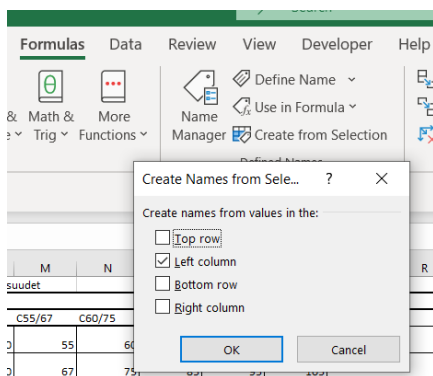 Formulas Data Review View Developer Help
& Math & More Name Define Name
Trig Functions Manager Use in Formula
Create from Selection
Create Names from Sele... ? X
Create names from values in the:
Top row
Left column
Bottom row
Right column
OK Cancel
M N R
C55/67 C60/75
55
67